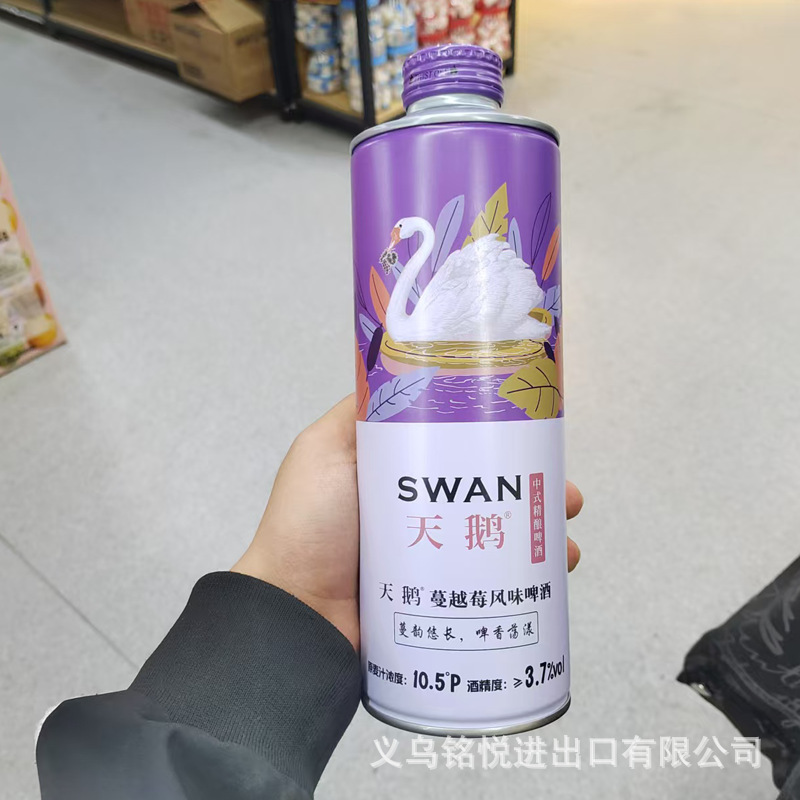 SWAN
天鹅®
中式精酿啤酒
天鹅®蔓越莓风味啤酒
蔓韵悠长，啤香荡漾
原麦汁浓度：10.5°P 酒精度：≥3.7%vol
义乌铭悦进出口有限公司